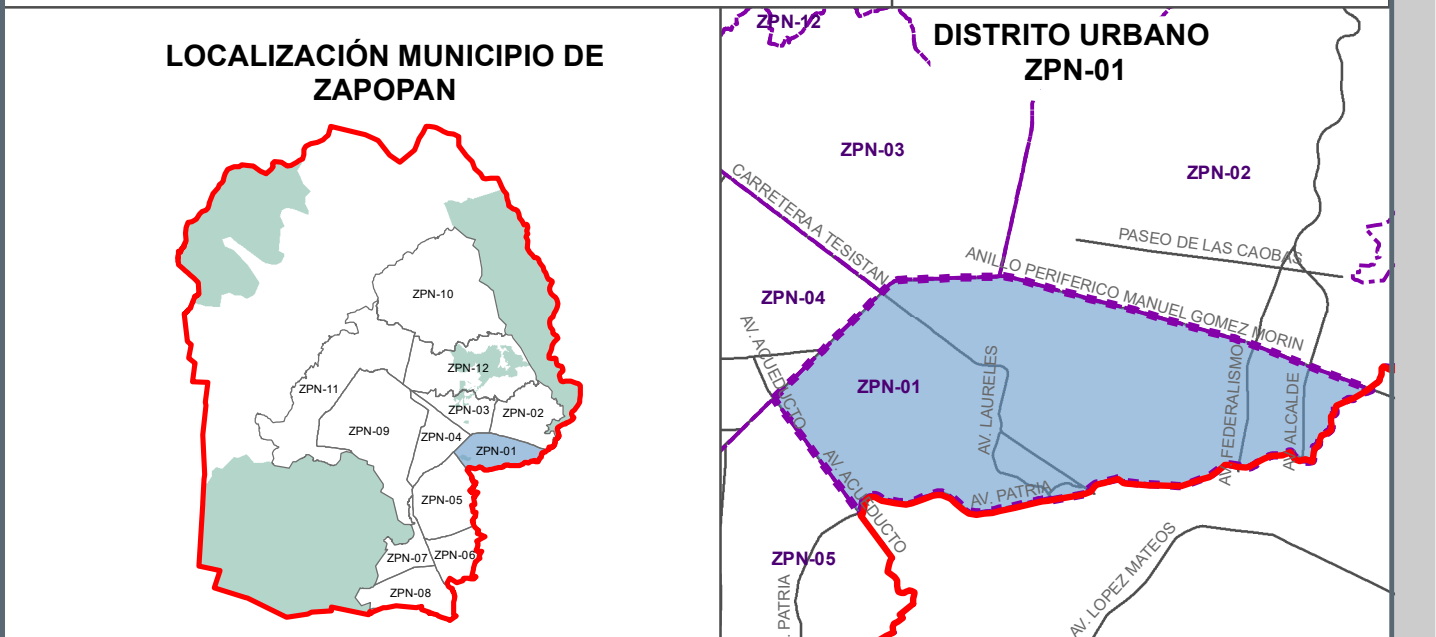 LOCALIZACIÓN MUNICIPIO DE
ZAPOPAN
ZPN-10
ZPN-12
ZPN-11
ZPN-03
ZPN-02
ZPN-09
ZPN-04
ZPN-01
ZPN-05
ZPN-07
ZPN-06
ZPN-08
ZPN-12
DISTRITO URBANO
ZPN-01
ZPN-03
ZPN-02
CARRETERA A TESISTAN
PASEO DE LAS CAOBAS
ANILLO PERIFERICO MANUEL GOMEZ MORIN
ZPN-04
AV. ACUEDUCTO
ZPN-01
AV. LAURELES
AV. FEDERALISMO
AV. ALCALDE
AV. ACUEDUCTO
AV. PATRIA
ZPN-05
. PATRIA
AV. LOPEZ MATEOS